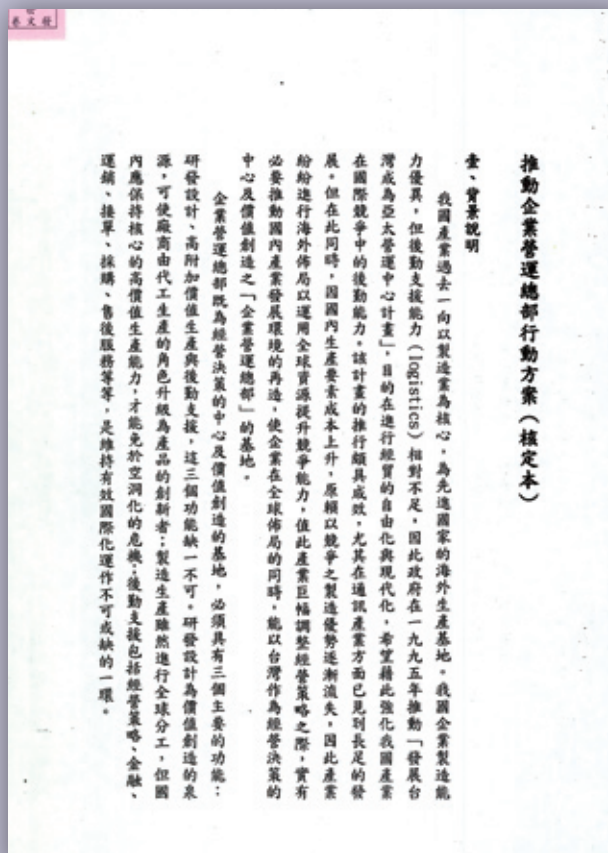 發文
推動企業營運總部行動方案（核定本）
壹、背景說明
我國產業過去一向以製造業為核心，為先進國家的海外生產基地。我國企業製造能
力優異，但後勤支援能力（logistics）相對不足，因此政府在一九九五年推動「發展台
灣成為亞太營運中心計畫」，目的在進行經貿的自由化與現代化，希望藉此強化我國產業
在國際競爭中的後勤能力。該計畫的推行頗具成效，尤其在通訊產業方面已見到長足的發
展。但在此同時，因國內生產要素成本上升，原賴以競爭之製造優勢逐漸流失，因此產業
紛紛進行海外佈局以運用全球資源提升競爭能力，值此產業巨幅調整經營策略之際，實有
必要推動國內產業發展環境的再造，使企業在全球佈局的同時，能以台灣作為經營決策的
中心及價值創造之「企業營運總部」的基地。
企業營運總部既為經營決策的中心及價值創造的基地，必須具有三個主要的功能：
研發設計、高附加價值生產與後勤支援，這三個功能缺一不可。研發設計為價值創造的泉
源，可使廠商由代工生產的角色升級為產品的創新者；製造生產雖然進行全球分工，但國
內應保持核心的高價值生產能力，才能免於空洞化的危機；後勤支援包括經營策略、金融、
運銷、接單、採購、售後服務等等，是維持有效國際化運作不可或缺的一環。